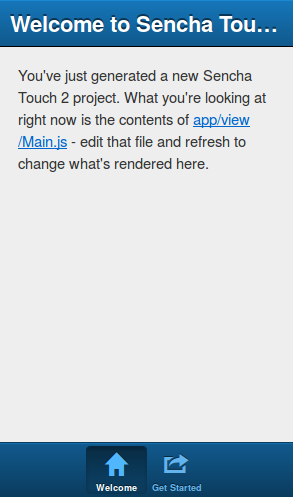 Welcome to Sencha Tou...
You've just generated a new Sencha
Touch 2 project. What you're looking at
right now is the contents of app/view
/Main.js - edit that file and refresh to
change what's rendered here.
Welcome
Get Started